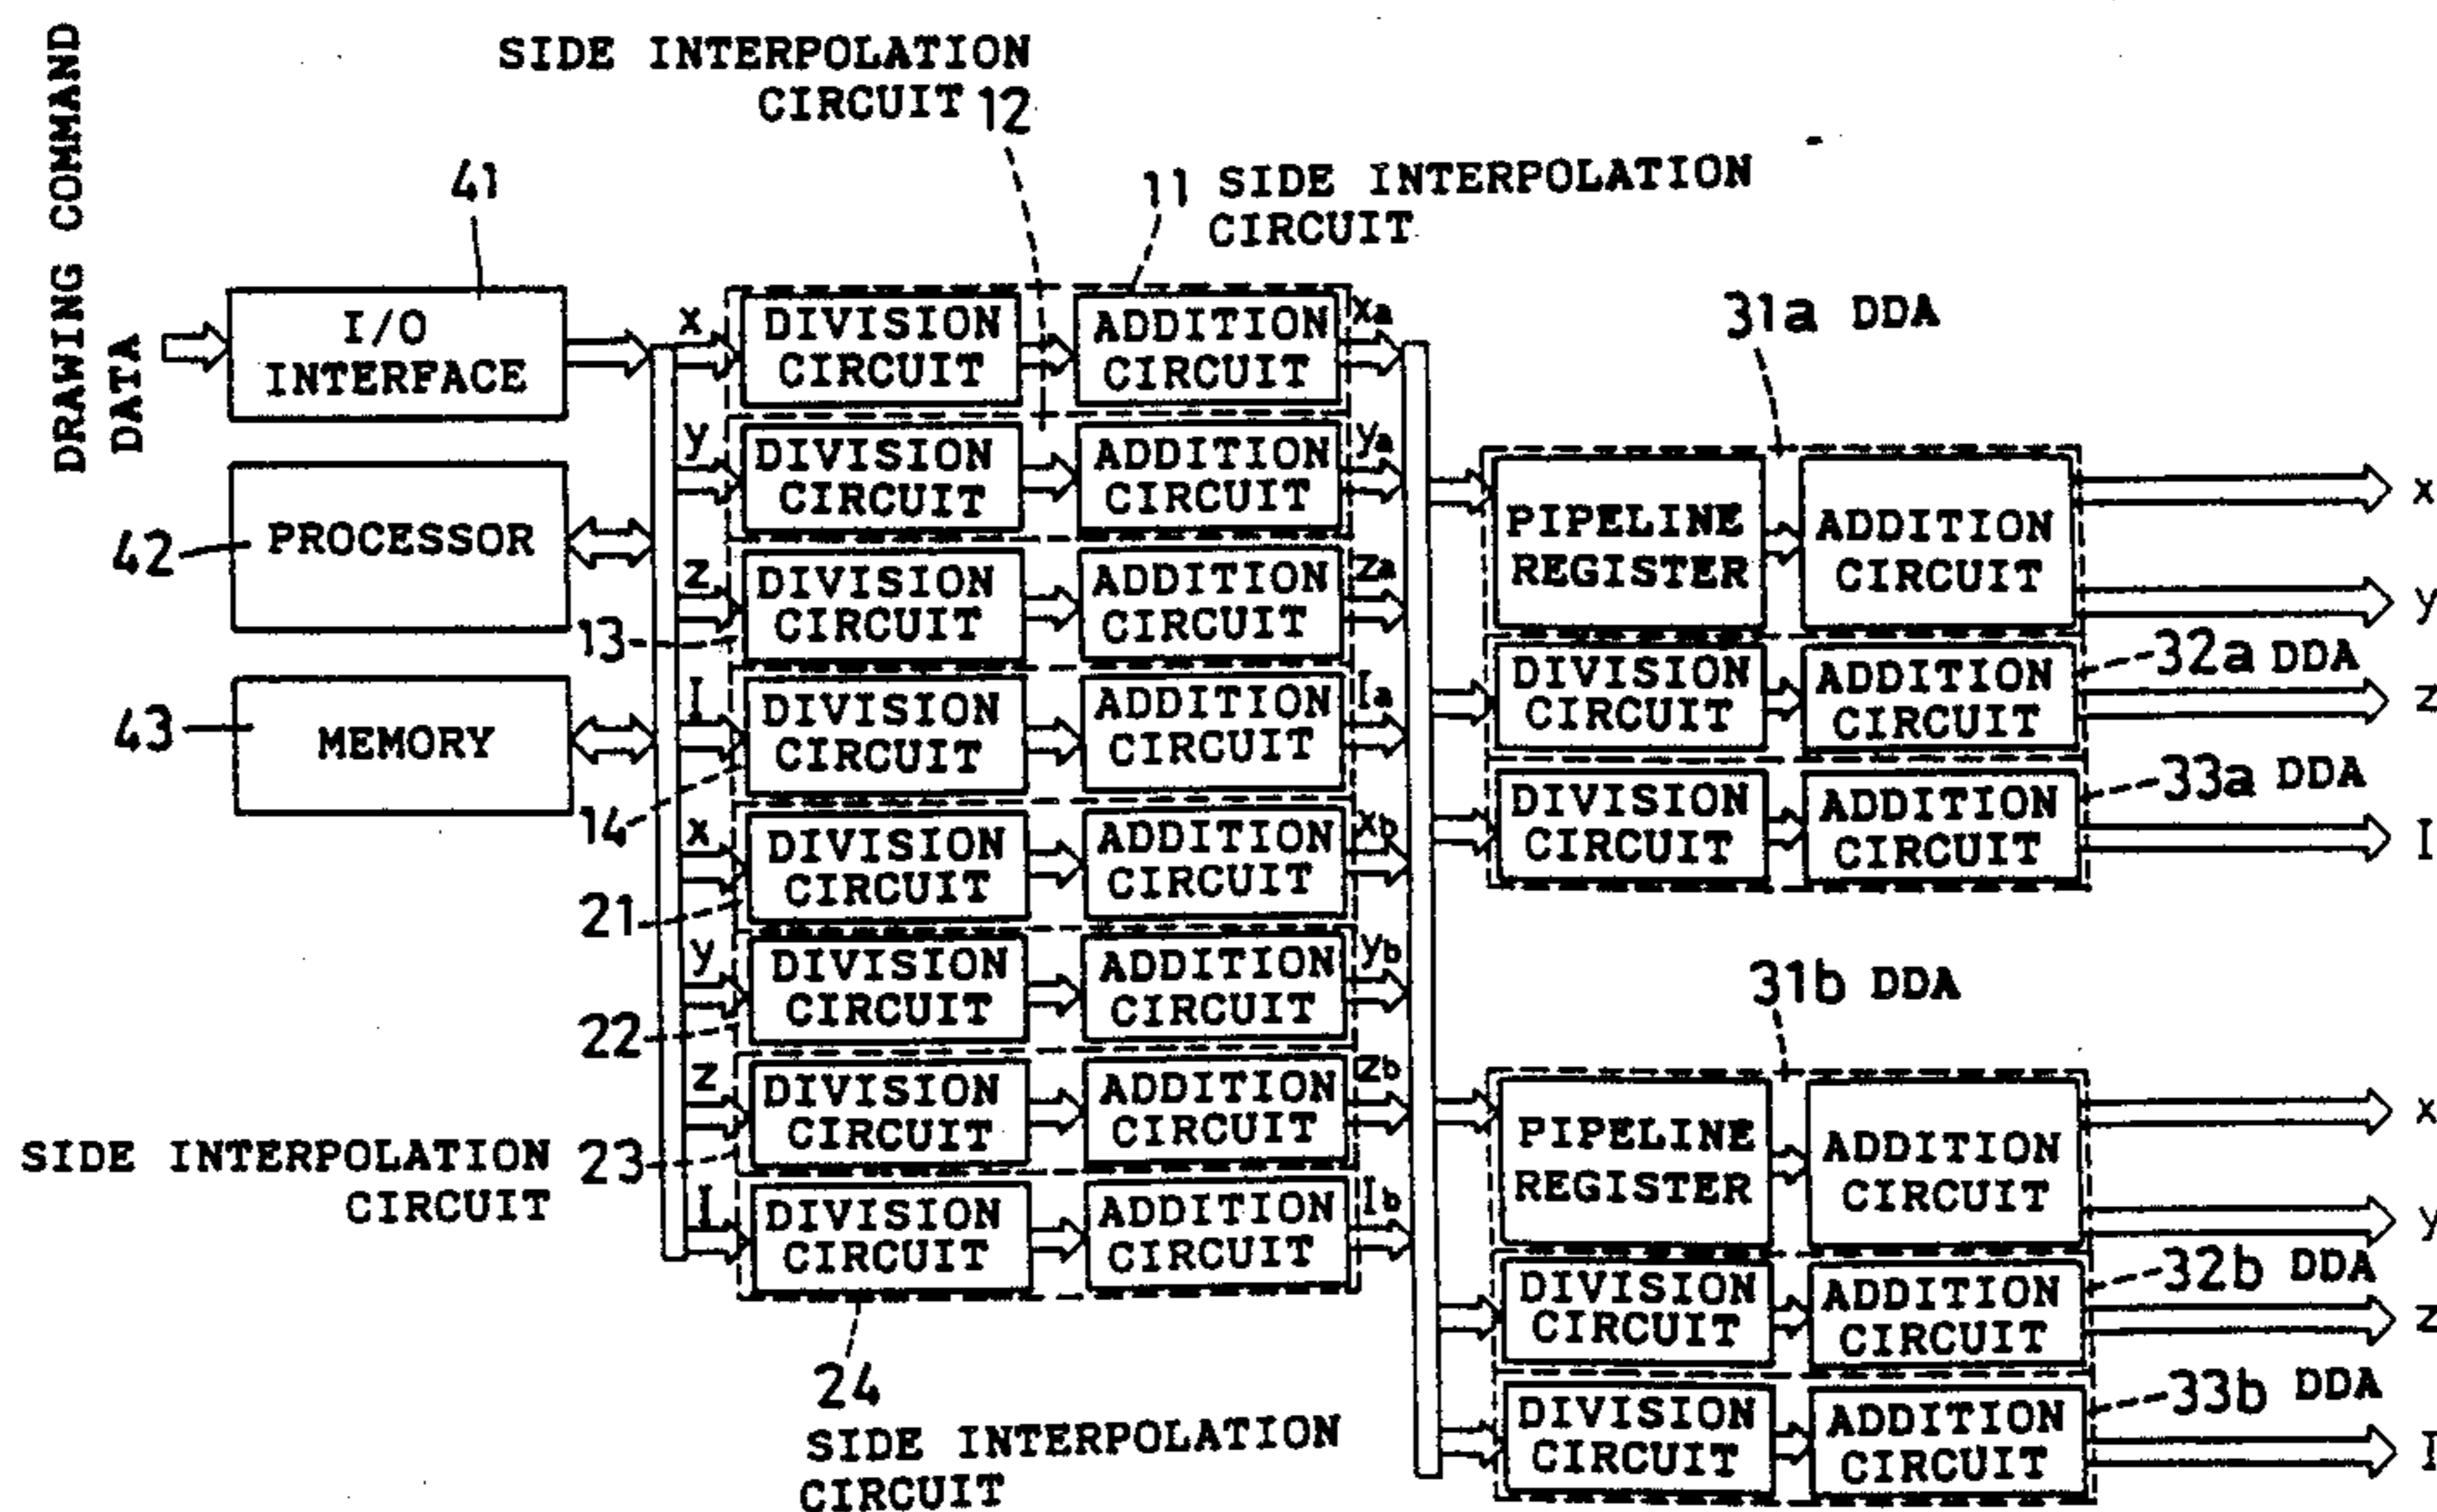 DRAWING COMMAND
DATA
SIDE INTERPOLATION
CIRCUIT 12
41
11 SIDE INTERPOLATION
CIRCUIT
I/O
INTERFACE
42
PROCESSOR
43
MEMORY
x
DIVISION
CIRCUIT
ADDITION
CIRCUIT
xa
y
DIVISION
CIRCUIT
ADDITION
CIRCUIT
ya
z
13
DIVISION
CIRCUIT
ADDITION
CIRCUIT
za
I
14
DIVISION
CIRCUIT
ADDITION
CIRCUIT
Ia
x
21
DIVISION
CIRCUIT
ADDITION
CIRCUIT
xb
y
22
DIVISION
CIRCUIT
ADDITION
CIRCUIT
yb
z
SIDE INTERPOLATION
CIRCUIT
23
DIVISION
CIRCUIT
ADDITION
CIRCUIT
zb
I
DIVISION
CIRCUIT
ADDITION
CIRCUIT
Ib
24
SIDE INTERPOLATION
CIRCUIT
31a DDA
PIPELINE
REGISTER
ADDITION
CIRCUIT
x
y
DIVISION
CIRCUIT
ADDITION
CIRCUIT
32a DDA
z
DIVISION
CIRCUIT
ADDITION
CIRCUIT
33a DDA
I
31b DDA
PIPELINE
REGISTER
ADDITION
CIRCUIT
x
y
DIVISION
CIRCUIT
ADDITION
CIRCUIT
32b DDA
z
DIVISION
CIRCUIT
ADDITION
CIRCUIT
33b DDA
I